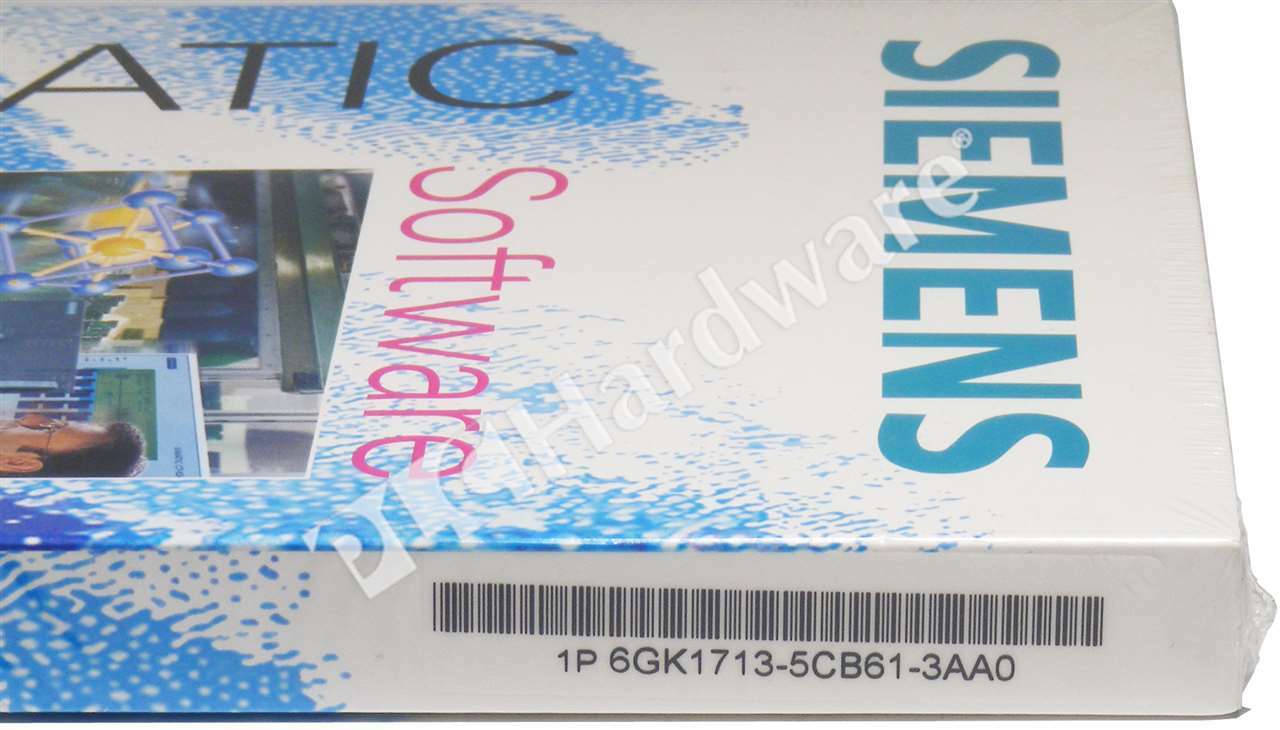 ATIC
Software
SIEMENS
PLCHardware®
1P 6GK1713-5CB61-3AA0